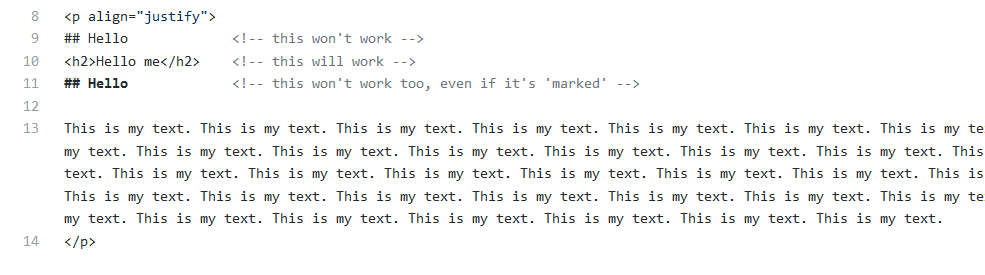 8 <p align="justify">
9 ## Hello <!-- this won't work -->
10 <h2>Hello me</h2> <!-- this will work -->
11 ## Hello <!-- this won't work too, even if it's 'marked' -->
12
13 This is my text. This is my text. This is my text. This is my text. This is my text. This is my text. This is my te
my text. This is my text. This is my text. This is my text. This is my text. This is my text. This is my text. This
text. This is my text. This is my text. This is my text. This is my text. This is my text. This is my text. This is
This is my text. This is my text. This is my text. This is my text. This is my text. This is my text. This is my te
my text. This is my text. This is my text. This is my text. This is my text. This is my text. This is my text.
14 </p>